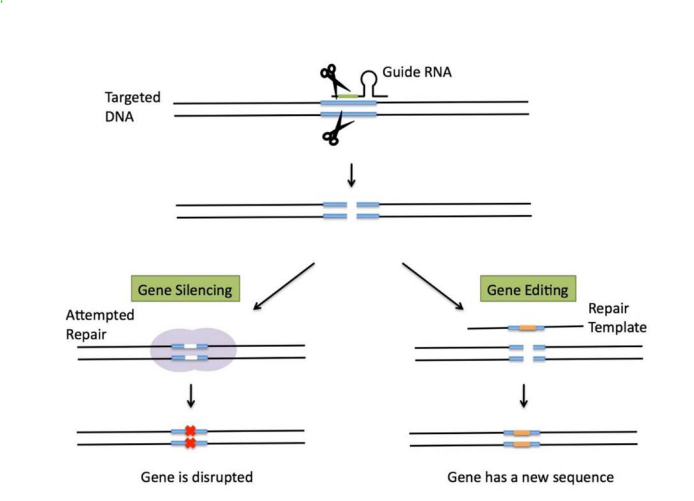 Guide RNA
Targeted
DNA
Gene Silencing
Gene Editing
Attempted
Repair
Repair
Template
Gene is disrupted
Gene has a new sequence